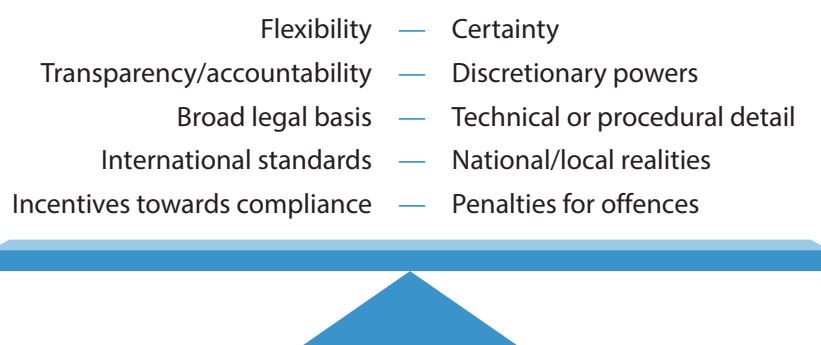 Flexibility — Certainty
Transparency/accountability — Discretionary powers
Broad legal basis — Technical or procedural detail
International standards — National/local realities
Incentives towards compliance — Penalties for offences